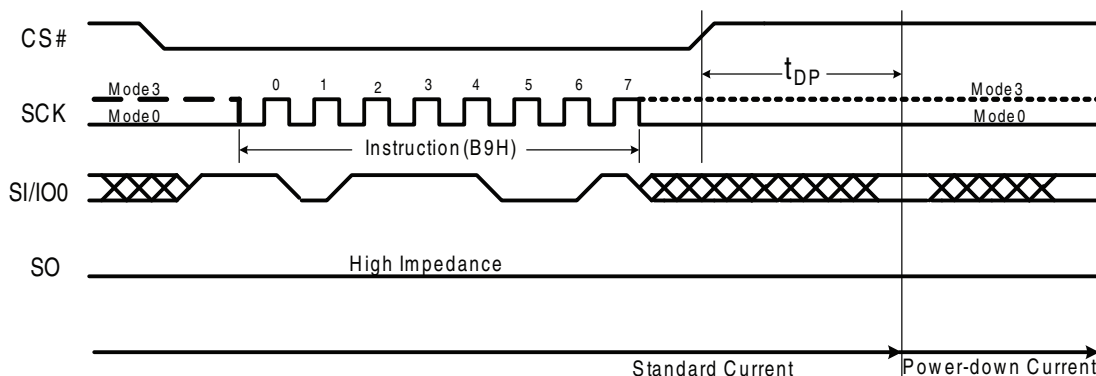 CS#
tDP
SCK
Mode3
Mode0
0 1 2 3 4 5 6 7
Mode3
Mode0
Instruction (B9H)
SI/IO0
SO
High Impedance
Standard Current
Power-down Current